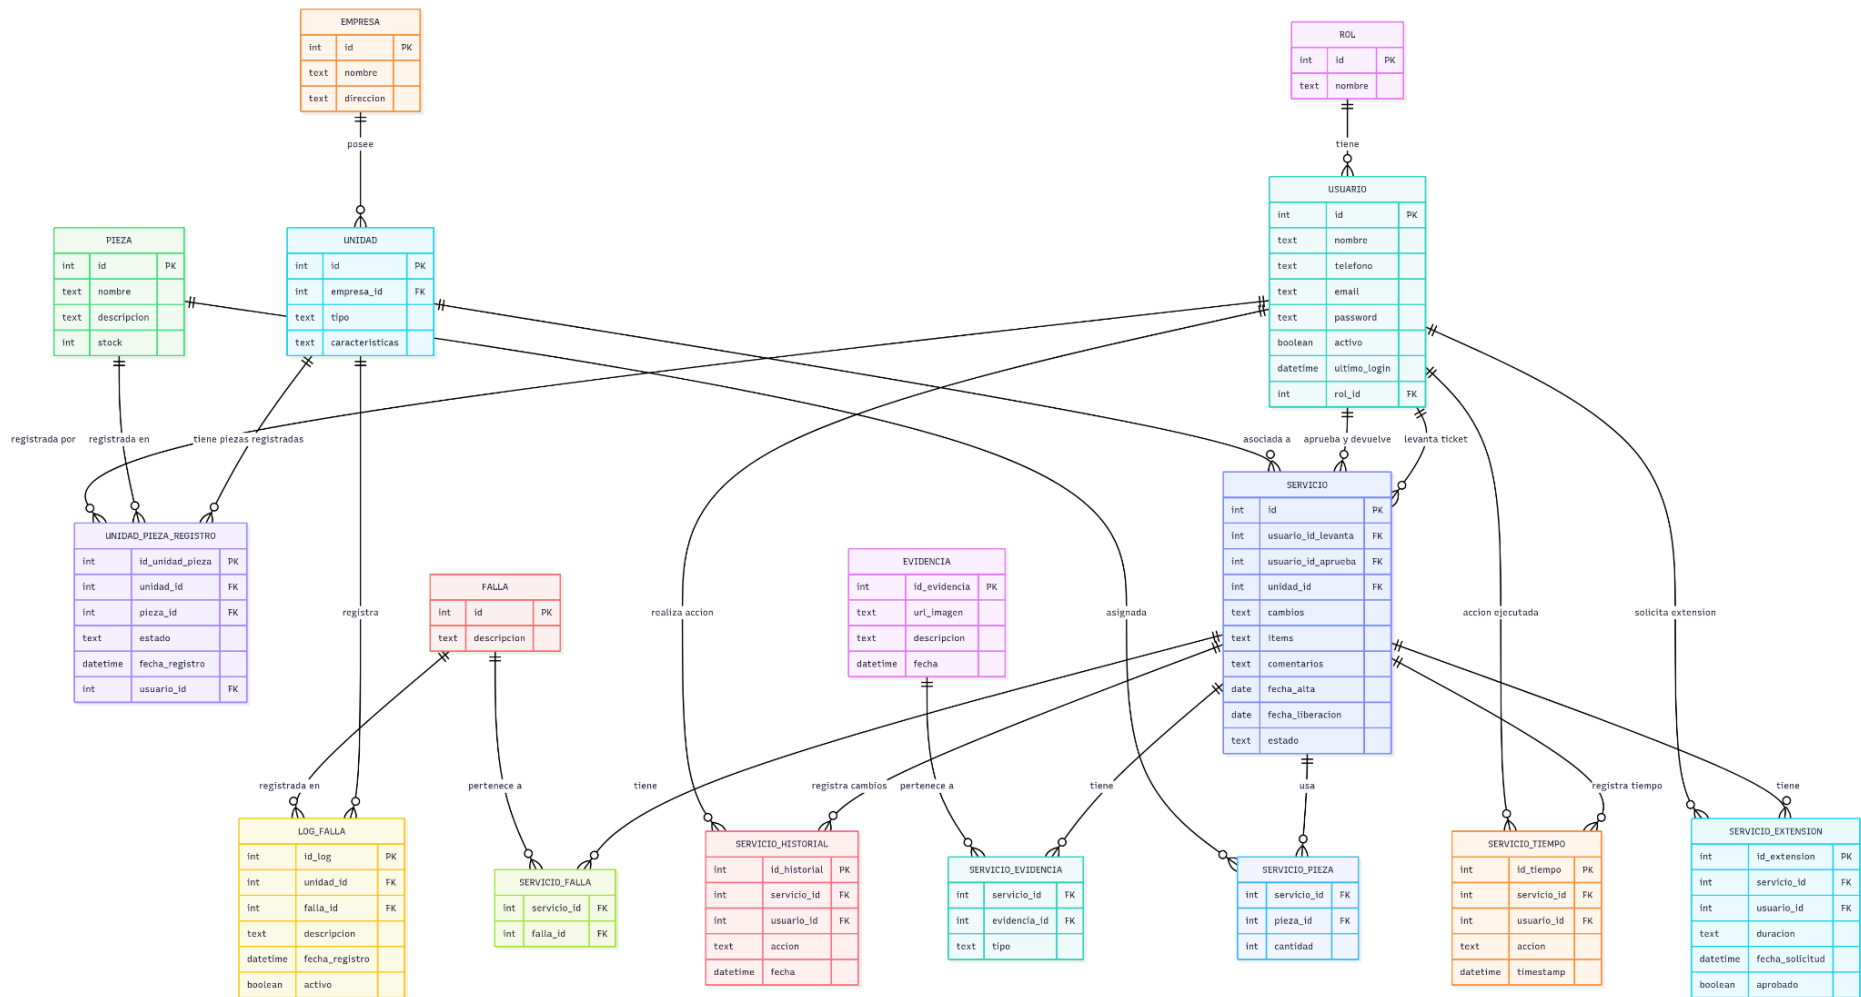 EMPRESA
int id PK
text nombre
text direccion
ROL
int id PK
text nombre
posee
tiene
USUARIO
int id PK
text nombre
text telefono
text email
text password
boolean activo
datetime ultimo_login
int rol_id FK
PIEZA
int id PK
text nombre
text descripcion
int stock
UNIDAD
int id PK
int empresa_id FK
text tipo
text caracteristicas
registrada por
registrada en
tiene piezas registradas
asociada a
aprueba y devuelve
levanta ticket
SERVICIO
int id PK
int usuario_id_levanta FK
int usuario_id_aprueba FK
int unidad_id FK
text cambios
text items
text comentarios
date fecha_alta
date fecha_liberacion
text estado
UNIDAD_PIEZA_REGISTRO
int id_unidad_pieza PK
int unidad_id FK
int pieza_id FK
text estado
datetime fecha_registro
int usuario_id FK
EVIDENCIA
int id_evidencia PK
text url_imagen
text descripcion
datetime fecha
FALLA
int id PK
text descripcion
registra
realiza accion
asignada
accion ejecutada
solicita extension
registrada en
pertenece a
tiene
registra cambios
pertenece a
tiene
usa
registra tiempo
tiene
LOG_FALLA
int id_log PK
int unidad_id FK
int falla_id FK
text descripcion
datetime fecha_registro
boolean activo
SERVICIO_FALLA
int servicio_id FK
int falla_id FK
SERVICIO_HISTORIAL
int id_historial PK
int servicio_id FK
int usuario_id FK
text accion
datetime fecha
SERVICIO_EVIDENCIA
int servicio_id FK
int evidencia_id FK
text tipo
SERVICIO_PIEZA
int servicio_id FK
int pieza_id FK
int cantidad
SERVICIO_TIEMPO
int id_tiempo PK
int servicio_id FK
int usuario_id FK
text accion
datetime timestamp
SERVICIO_EXTENSION
int id_extension PK
int servicio_id FK
int usuario_id FK
text duracion
datetime fecha_solicitud
boolean aprobado